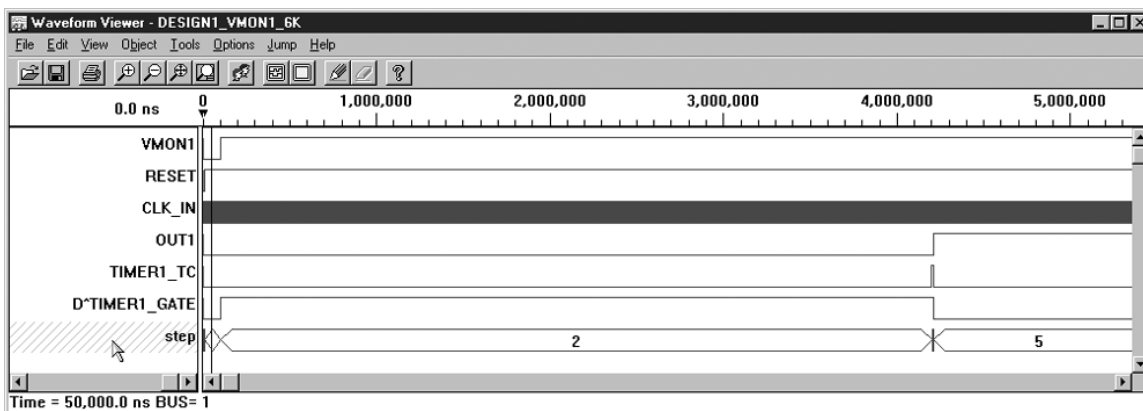 Waveform Viewer - DESIGN1_VMON1_6K
File Edit View Object Tools Options Jump Help
0.0 ns 0 1,000,000 2,000,000 3,000,000 4,000,000 5,000,000
VMON1
RESET
CLK_IN
OUT1
TIMER1_TC
D^TIMER1_GATE
step 2 5
Time = 50,000.0 ns BUS= 1